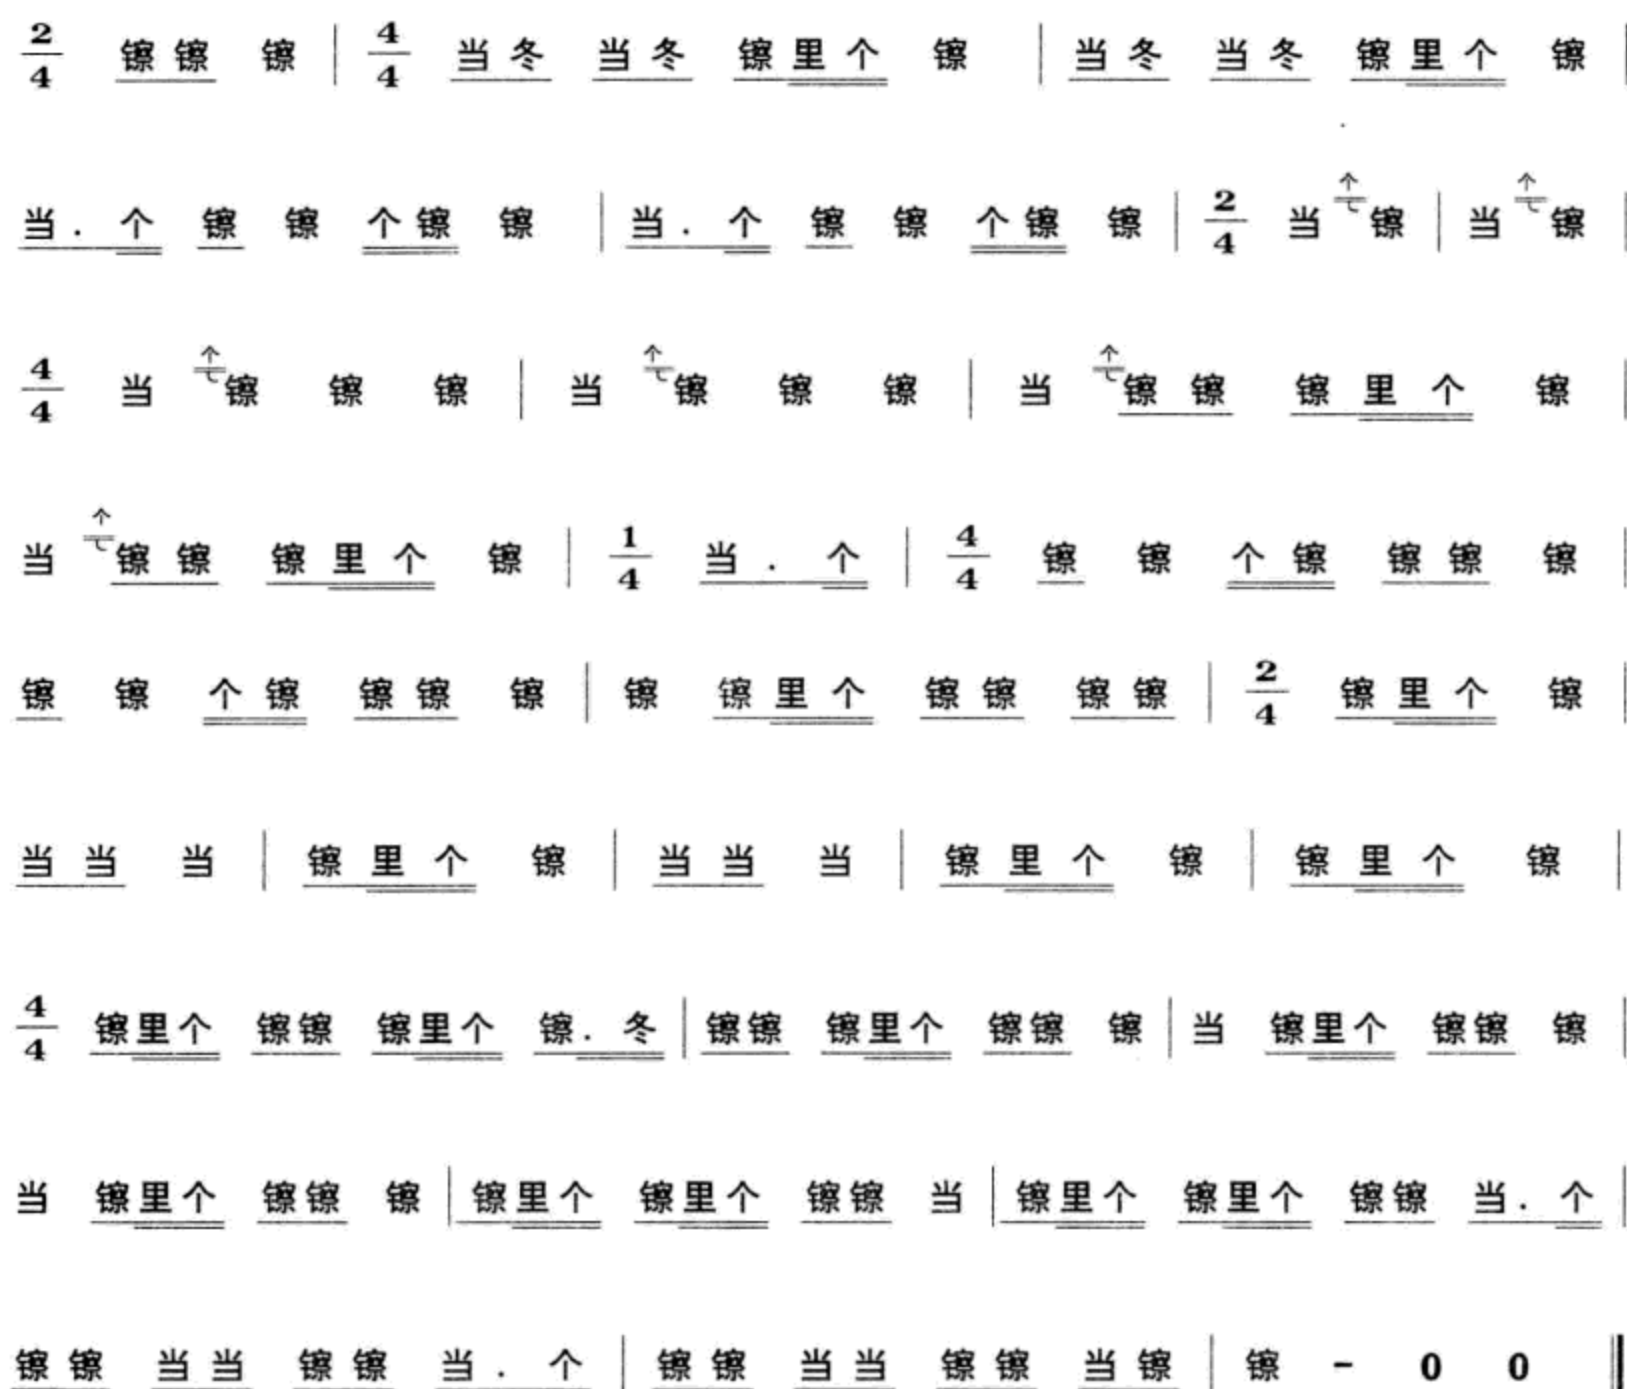 2/4 镲镲 镲 | 4/4 当冬 当冬 镲里个 镲 | 当冬 当冬 镲里个 镲 |
当.个 镲 镲 个镲 镲 | 当.个 镲 镲 个镲 镲 | 2/4 当 个镲 | 当 个镲 |
4/4 当 个镲 镲 镲 | 当 个镲 镲 镲 | 当 个镲镲 镲里个 镲 |
当 个镲镲 镲里个 镲 | 1/4 当.个 | 4/4 镲 镲 个镲 镲镲 镲 |
镲 镲 个镲 镲镲 镲 | 镲 镲里个 镲镲 镲镲 | 2/4 镲里个 镲 |
当当 当 | 镲里个 镲 | 当当 当 | 镲里个 镲 | 镲里个 镲 |
4/4 镲里个 镲镲 镲里个 镲.冬 | 镲镲 镲里个 镲镲 镲 | 当 镲里个 镲镲 镲 |
当 镲里个 镲镲 镲 | 镲里个 镲里个 镲镲 当 | 镲里个 镲里个 镲镲 当.个 |
镲镲 当当 镲镲 当.个 | 镲镲 当当 镲镲 当镲 | 镲 - 0 0 ‖